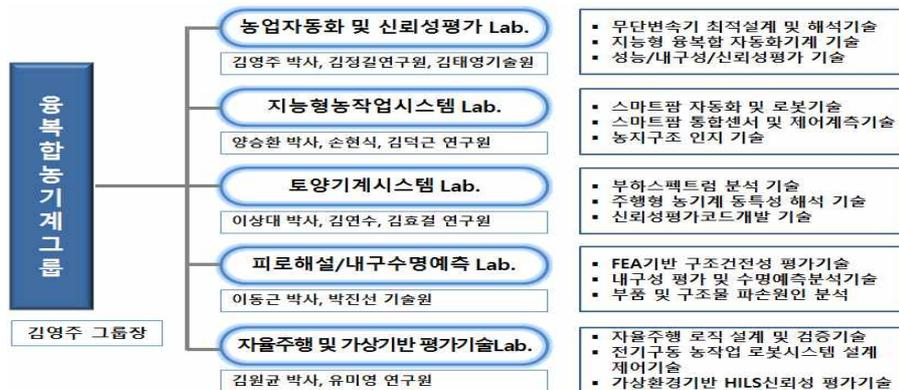 융복합농기계그룹
김영주 그룹장
농업자동화 및 신뢰성평가 Lab.
김영주 박사, 김정길연구원, 김태영기술원
▪ 무단변속기 최적설계 및 해석기술
▪ 지능형 융복합 자동화기계 기술
▪ 성능/내구성/신뢰성평가 기술
지능형농작업시스템 Lab.
양승환 박사, 손현식, 김덕근 연구원
▪ 스마트팜 자동화 및 로봇기술
▪ 스마트팜 통합센서 및 제어계측기술
▪ 농지구조 인지 기술
토양기계시스템 Lab.
이상대 박사, 김연수, 김효걸 연구원
▪ 부하스펙트럼 분석 기술
▪ 주행형 농기계 동특성 해석 기술
▪ 신뢰성평가코드개발 기술
피로해설/내구수명예측 Lab.
이동근 박사, 박진선 기술원
▪ FEA기반 구조건전성 평가기술
▪ 내구성 평가 및 수명예측분석기술
▪ 부품 및 구조물 파손원인 분석
자율주행 및 가상기반 평가기술Lab.
김원균 박사, 유미영 연구원
▪ 자율주행 로직 설계 및 검증기술
▪ 전기구동 농작업 로봇시스템 설계
제어기술
▪ 가상환경기반 HILS신뢰성 평가기술